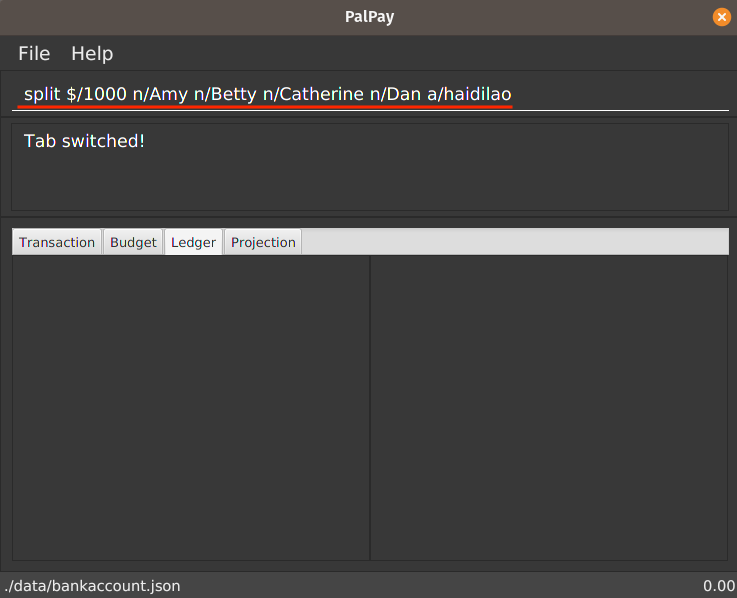 PalPay
File Help
split $/1000 n/Amy n/Betty n/Catherine n/Dan a/haidilao
Tab switched!
Transaction Budget Ledger Projection
./data/bankaccount.json 0.00